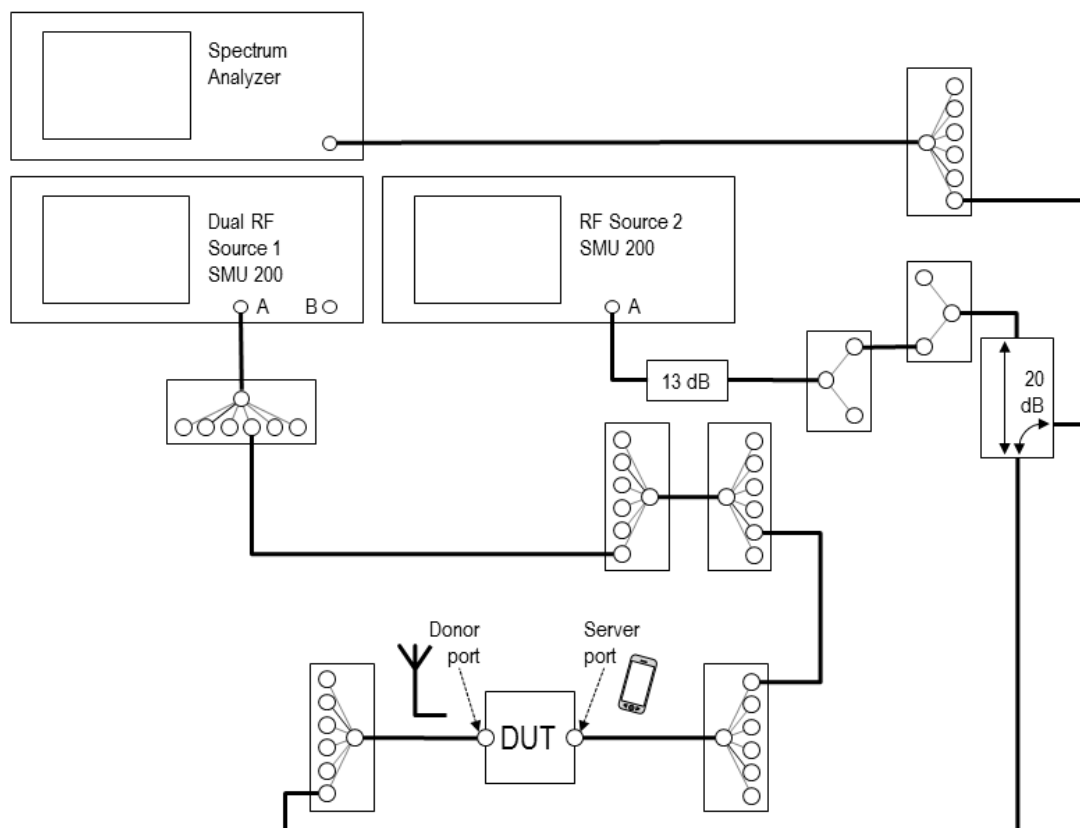 Spectrum
Analyzer
Dual RF
Source 1
SMU 200
A
B
RF Source 2
SMU 200
A
13 dB
20
dB
Donor
port
Server
port
DUT